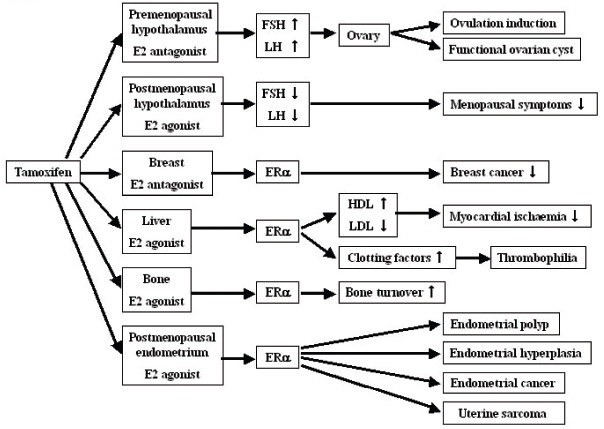 Premenopausal
hypothalamus
E2 antagonist
FSH ↑
LH ↑
Ovary
Ovulation induction
Functional ovarian cyst
Postmenopausal
hypothalamus
E2 agonist
FSH ↓
LH ↓
Menopausal symptoms ↓
Tamoxifen
Breast
E2 antagonist
ERα
Breast cancer ↓
Liver
E2 agonist
ERα
HDL ↑
LDL ↓
Myocardial ischaemia ↓
Clotting factors ↑
Thrombophilia
Bone
E2 agonist
ERα
Bone turnover ↑
Postmenopausal
endometrium
E2 agonist
ERα
Endometrial polyp
Endometrial hyperplasia
Endometrial cancer
Uterine sarcoma